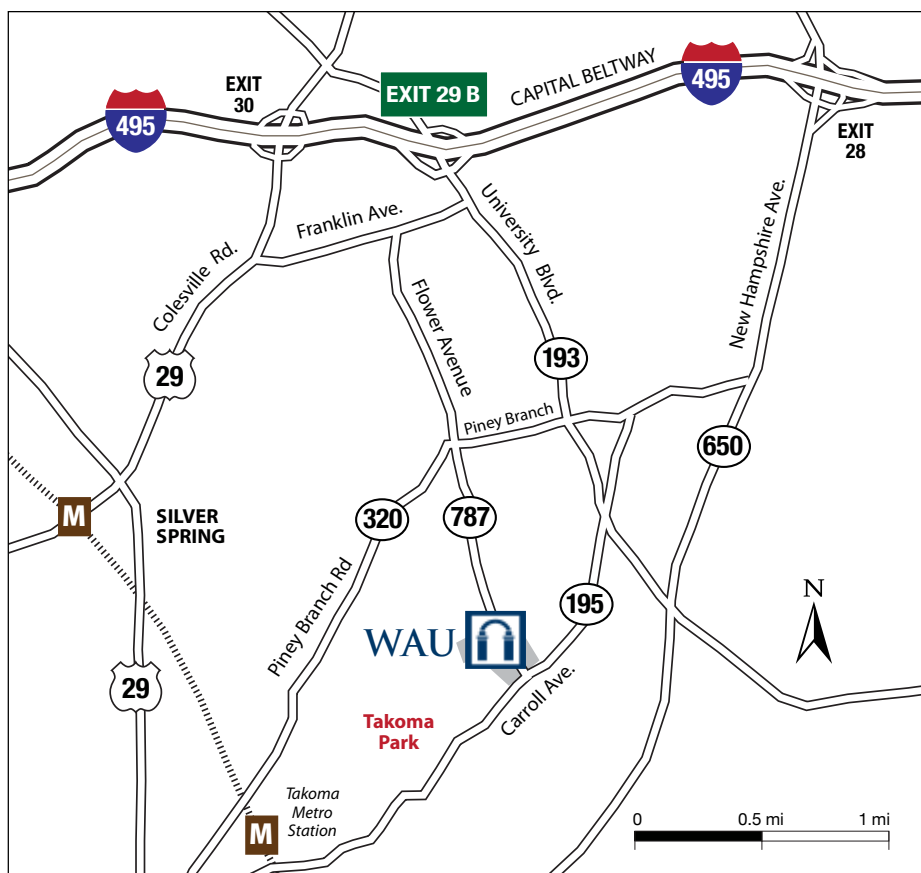 CAPITAL BELTWAY
495
EXIT
30
EXIT 29 B
495
EXIT
28
Franklin Ave.
University Blvd.
Colesville Rd.
New Hampshire Ave.
Flower Avenue
29
193
Piney Branch
650
M
SILVER
SPRING
320
787
Piney Branch Rd
195
N
WAU
29
Carroll Ave.
Takoma
Park
Takoma
Metro
Station
M
0 0.5 mi 1 mi